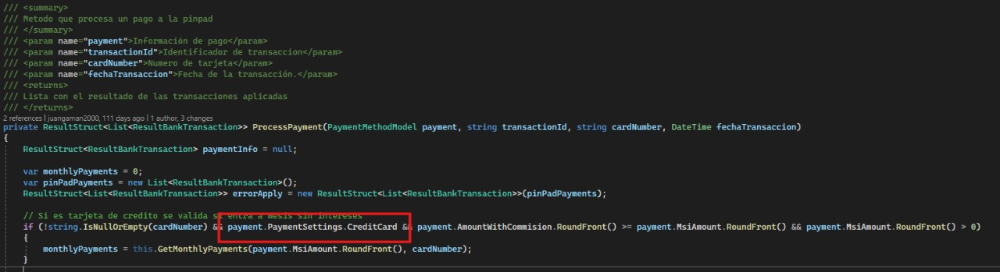 /// <summary>
/// Metodo que procesa un pago a la pinpad
/// </summary>
/// <param name="payment">Información de pago</param>
/// <param name="transactionId">Identificador de transaccion</param>
/// <param name="cardNumber">Numero de tarjeta</param>
/// <param name="fechaTransaccion">Fecha de la transacción.</param>
/// <returns>
/// Lista con el resultado de las transacciones aplicadas
/// </returns>
2 references | juangaman2000, 111 days ago | 1 author, 3 changes
private ResultStruct<List<ResultBankTransaction>> ProcessPayment(PaymentMethodModel payment, string transactionId, string cardNumber, DateTime fechaTransaccion)
{
ResultStruct<ResultBankTransaction> paymentInfo = null;
var monthlyPayments = 0;
var pinPadPayments = new List<ResultBankTransaction>();
ResultStruct<List<ResultBankTransaction>> errorApply = new ResultStruct<List<ResultBankTransaction>>(pinPadPayments);
// Si es tarjeta de credito se valida si entra a mesis sin intereses
if (!string.IsNullOrEmpty(cardNumber) && payment.PaymentSettings.CreditCard && payment.AmountWithCommision.RoundFront() >= payment.MsiAmount.RoundFront() && payment.MsiAmount.RoundFront() > 0)
{
monthlyPayments = this.GetMonthlyPayments(payment.MsiAmount.RoundFront(), cardNumber);
}